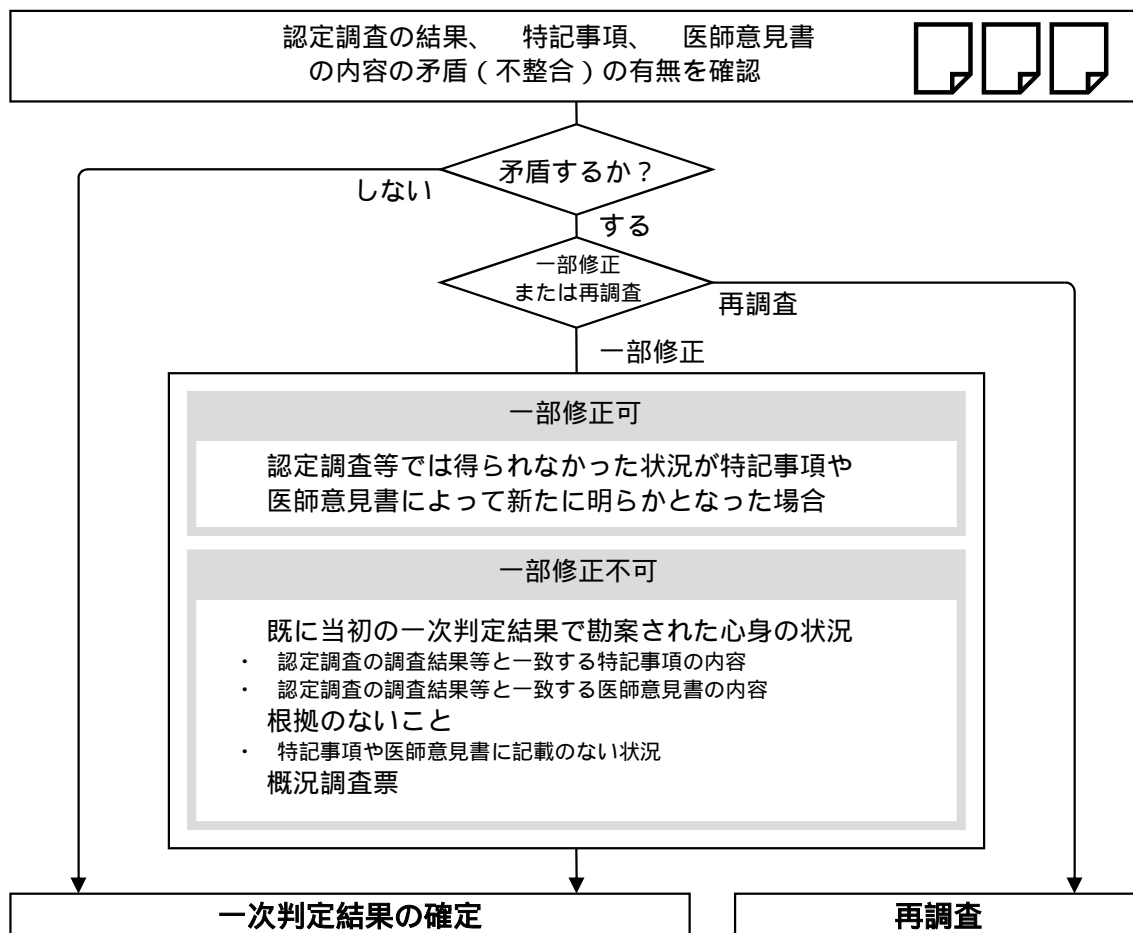 認定調査の結果、　特記事項、　医師意見書
の内容の矛盾（不整合）の有無を確認
矛盾するか？
しない
する
一部修正
または再調査
再調査
一部修正
一部修正可
認定調査等では得られなかった状況が特記事項や
医師意見書によって新たに明らかとなった場合
一部修正不可
既に当初の一次判定結果で勘案された心身の状況
・　認定調査の調査結果等と一致する特記事項の内容
・　認定調査の調査結果等と一致する医師意見書の内容
根拠のないこと
・　特記事項や医師意見書に記載のない状況
概況調査票
一次判定結果の確定
再調査